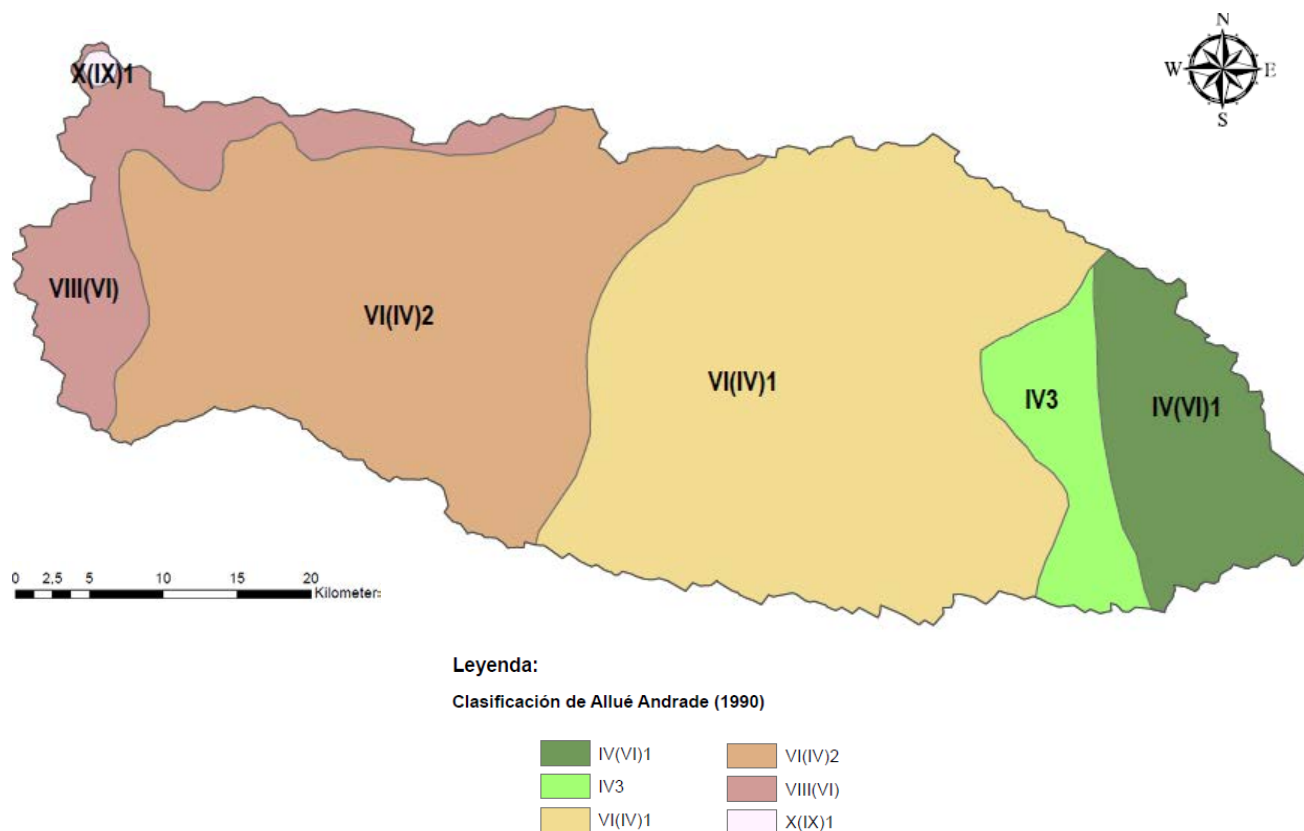 N
W E
S
X(IX)1
VIII(VI)
VI(IV)2
VI(IV)1
IV3
IV(VI)1
0 2,5 5 10 15 20
Kilometer:
Leyenda:
Clasificación de Allué Andrade (1990)
IV(VI)1 VI(IV)2
IV3 VIII(VI)
VI(IV)1 X(IX)1